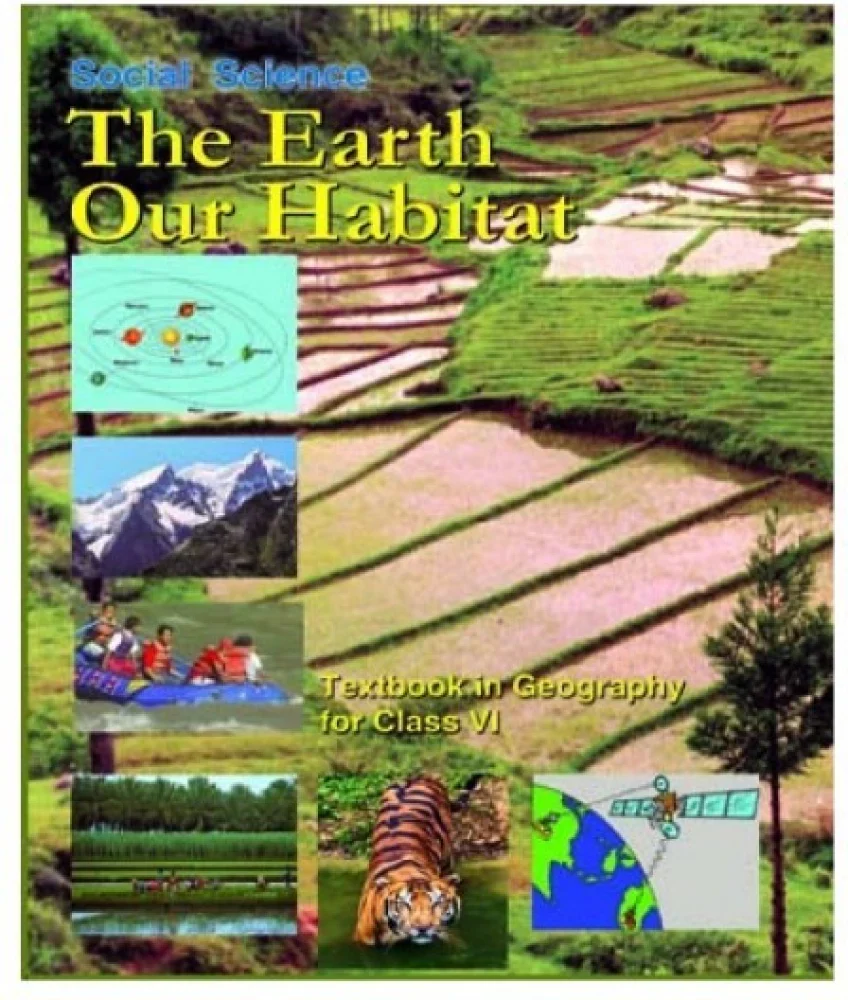 Social Science
The Earth
Our Habitat
Textbook in Geography
for Class VI